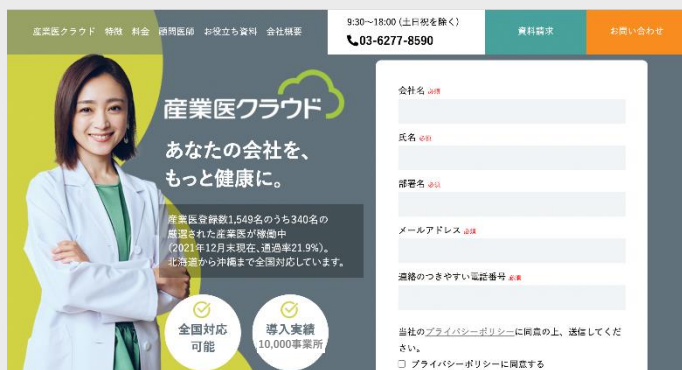 産業医クラウド 特徴 料金 顧問医師 お役立ち資料 会社概要
9:30〜18:00 (土日祝を除く)
03-6277-8590
資料請求
お問い合わせ
産業医クラウド
あなたの会社を、
もっと健康に。
産業医登録数1,549名のうち340名の
厳選された産業医が稼働中
(2021年12月末現在、通過率21.9%)。
北海道から沖縄まで全国対応しています。
全国対応
可能
導入実績
10,000事業所
会社名 必須
氏名 必須
部署名 必須
メールアドレス 必須
連絡のつきやすい電話番号 必須
当社のプライバシーポリシーに同意の上、送信してくだ
さい。
プライバシーポリシーに同意する